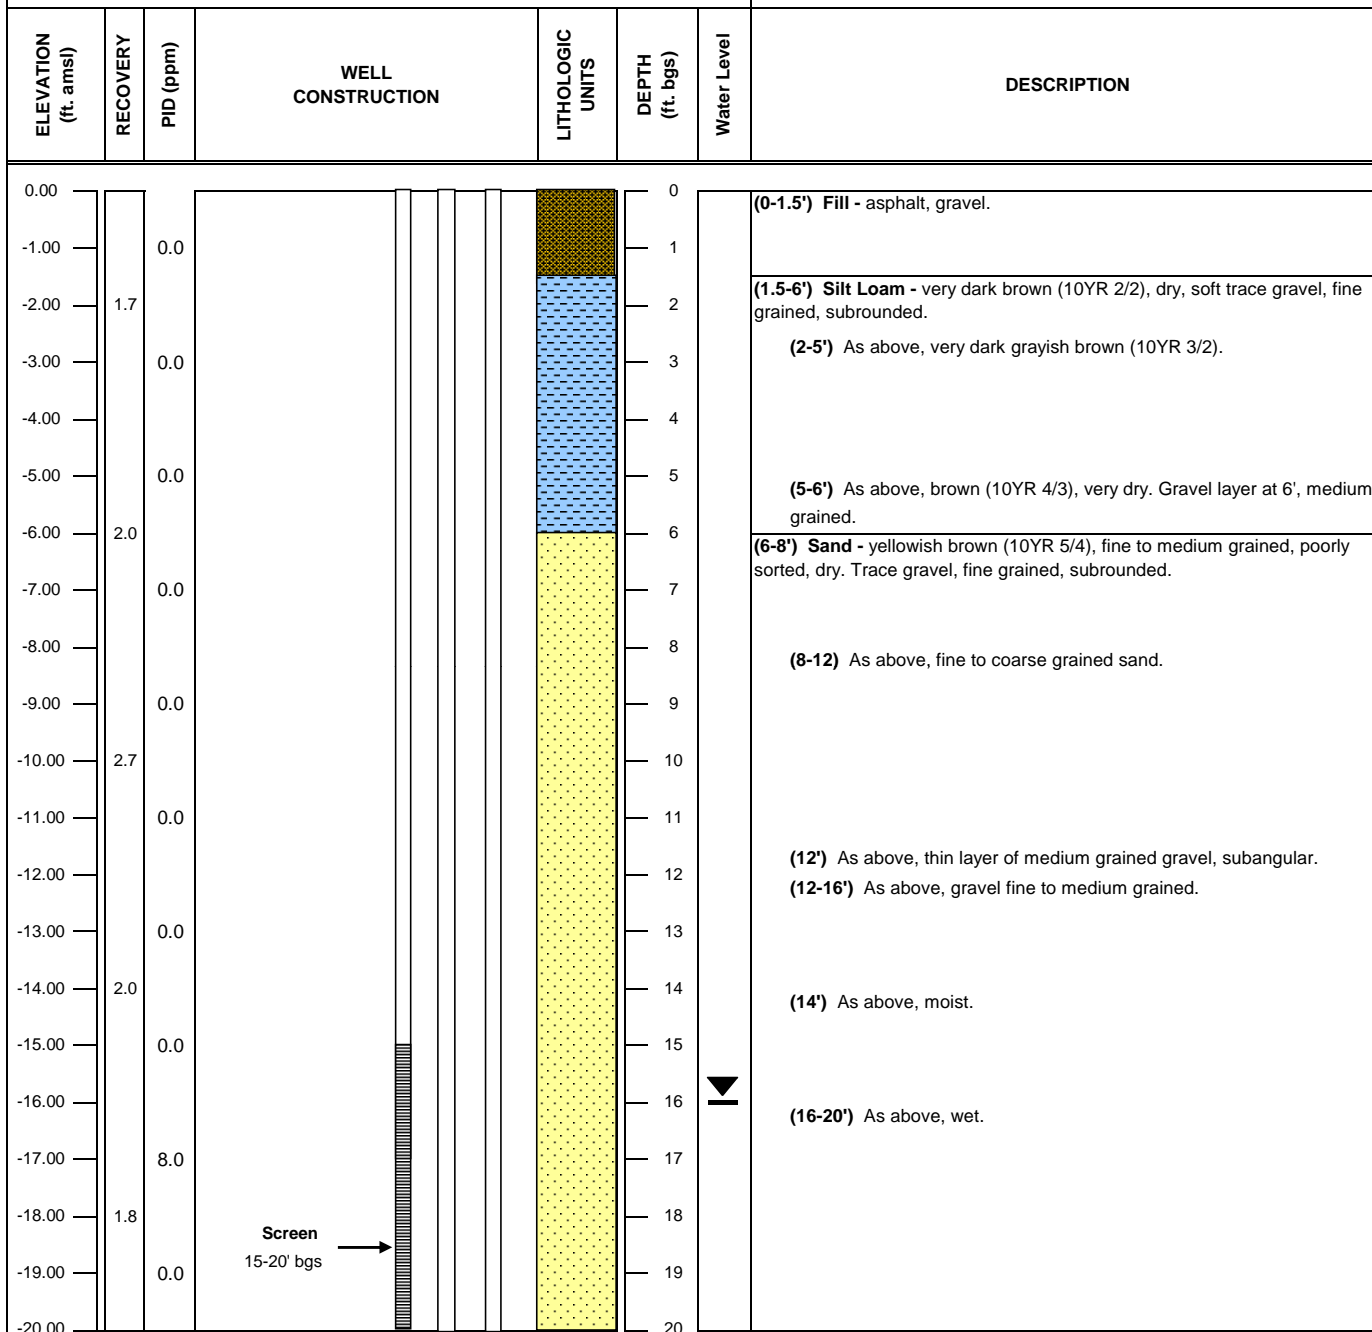 ELEVATION
(ft. amsl)
RECOVERY
PID (ppm)
WELL
CONSTRUCTION
LITHOLOGIC
UNITS
DEPTH
(ft. bgs)
Water Level
DESCRIPTION
0.00 0
(0-1.5') Fill - asphalt, gravel.
-1.00 0.0 1
(1.5-6') Silt Loam - very dark brown (10YR 2/2), dry, soft trace gravel, fine
-2.00 1.7 2
grained, subrounded.
(2-5') As above, very dark grayish brown (10YR 3/2).
-3.00 0.0 3
-4.00 4
-5.00 0.0 5
(5-6') As above, brown (10YR 4/3), very dry. Gravel layer at 6', medium
grained.
-6.00 2.0 6
(6-8') Sand - yellowish brown (10YR 5/4), fine to medium grained, poorly
sorted, dry. Trace gravel, fine grained, subrounded.
-7.00 0.0 7
-8.00 8
(8-12) As above, fine to coarse grained sand.
-9.00 0.0 9
-10.00 2.7 10
-11.00 0.0 11
(12') As above, thin layer of medium grained gravel, subangular.
-12.00 12
(12-16') As above, gravel fine to medium grained.
-13.00 0.0 13
-14.00 2.0 14
(14') As above, moist.
-15.00 0.0 15
-16.00 16
(16-20') As above, wet.
-17.00 8.0 17
-18.00 1.8 18
Screen
15-20' bgs
-19.00 0.0 19
-20.00 20